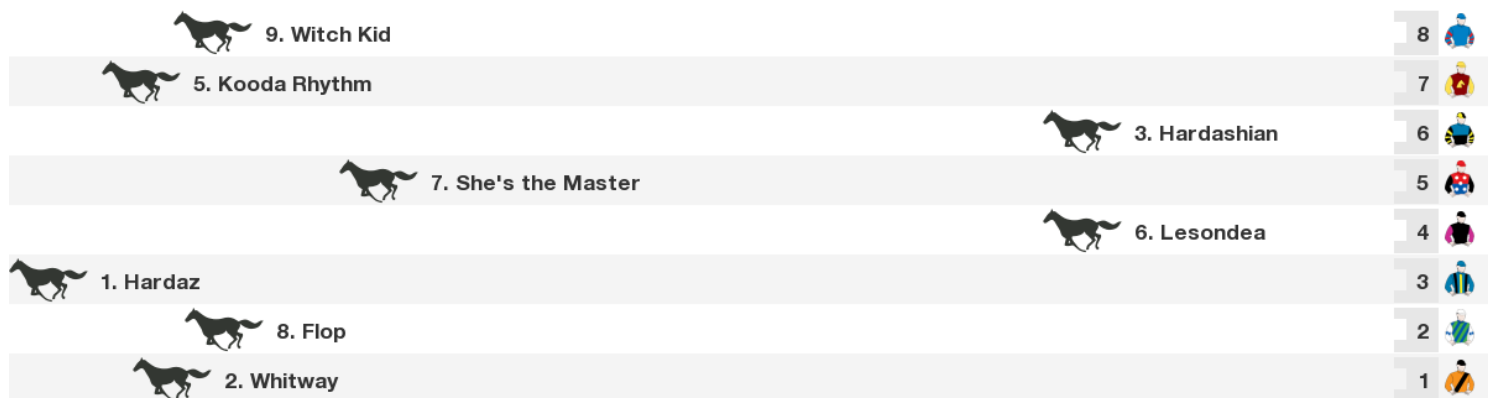 9. Witch Kid 8
5. Kooda Rhythm 7
3. Hardashian 6
7. She's the Master 5
6. Lesondea 4
1. Hardaz 3
8. Flop 2
2. Whitway 1